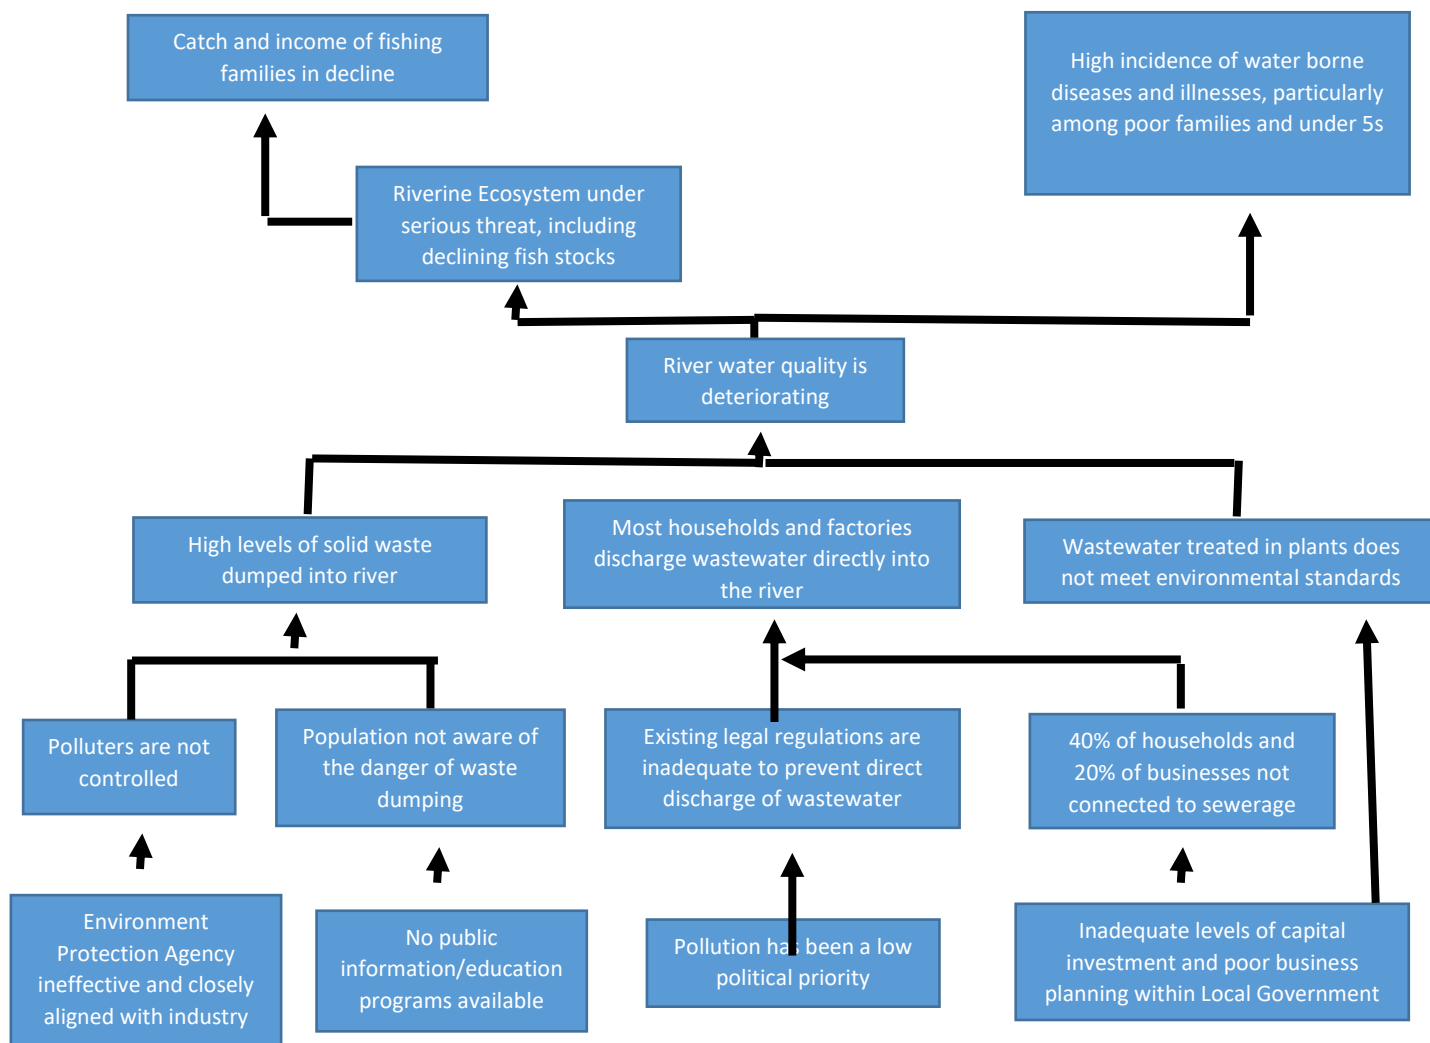 Catch and income of fishing
families in decline
High incidence of water borne
diseases and illnesses, particularly
among poor families and under 5s
Riverine Ecosystem under
serious threat, including
declining fish stocks
River water quality is
deteriorating
High levels of solid waste
dumped into river
Most households and factories
discharge wastewater directly into
the river
Wastewater treated in plants does
not meet environmental standards
Polluters are not
controlled
Population not aware of
the danger of waste
dumping
Existing legal regulations are
inadequate to prevent direct
discharge of wastewater
40% of households and
20% of businesses not
connected to sewerage
Environment
Protection Agency
ineffective and closely
aligned with industry
No public
information/education
programs available
Pollution has been a low
political priority
Inadequate levels of capital
investment and poor business
planning within Local Government